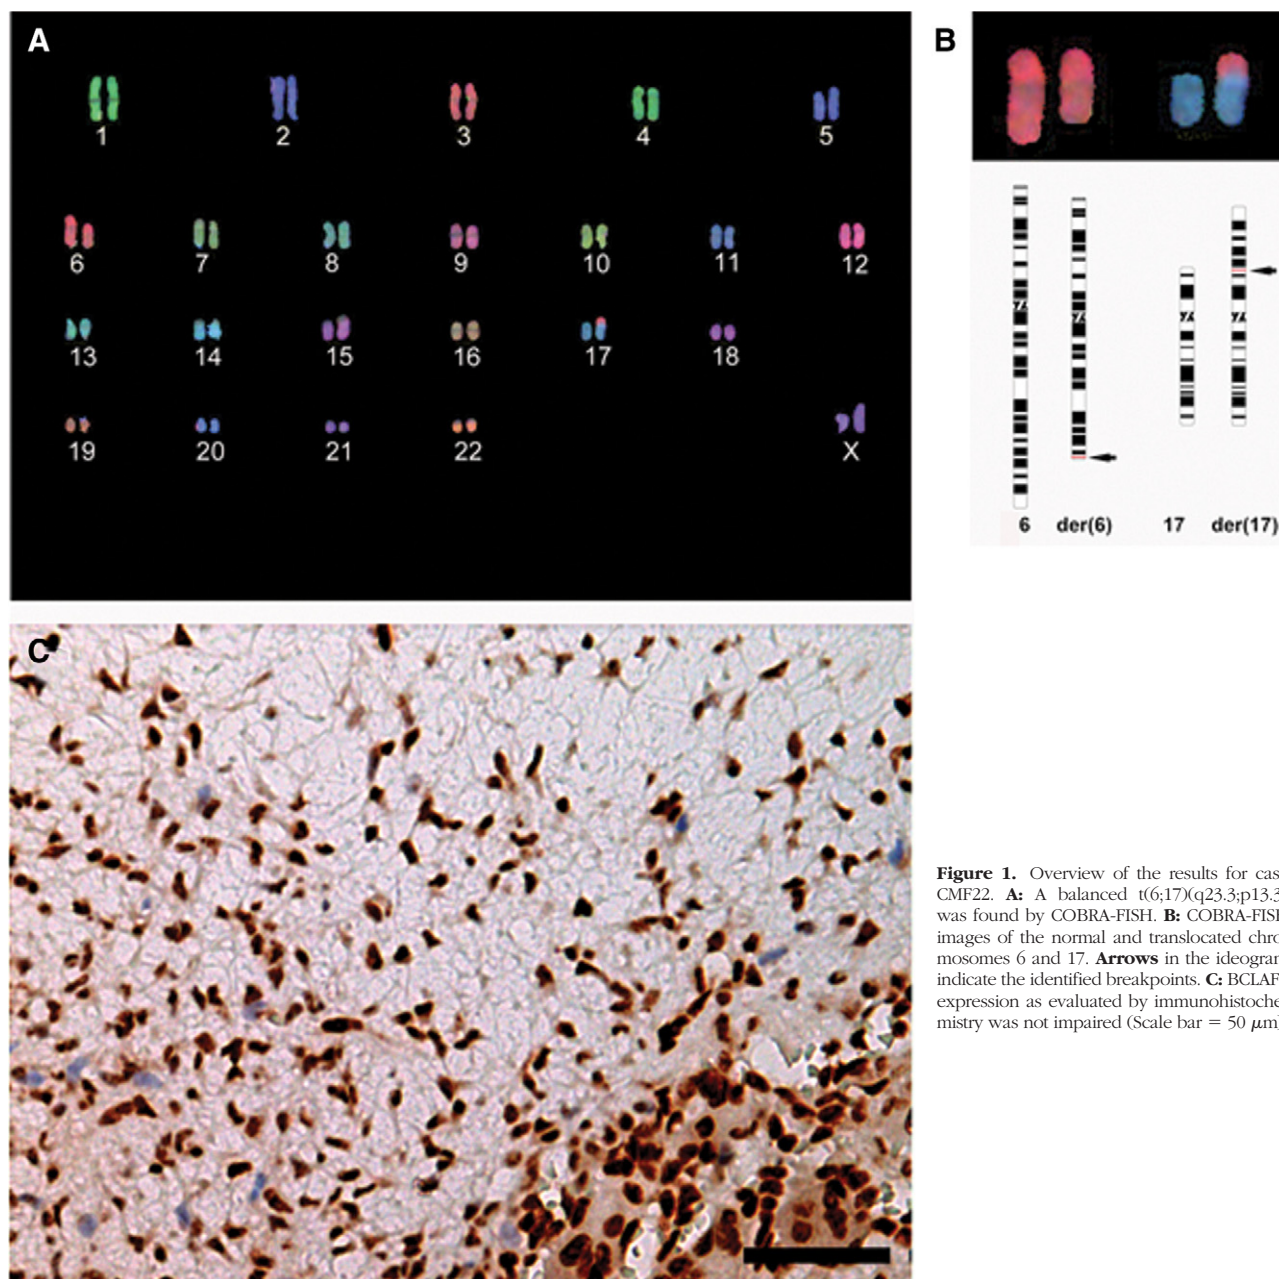 A
1
2
3
4
5
6
7
8
9
10
11
12
13
14
15
16
17
18
19
20
21
22
X
B
6
der(6)
17
der(17)
C
Figure 1. Overview of the results for cas
CMF22. A: A balanced t(6;17)(q23.3;p13.3
was found by COBRA-FISH. B: COBRA-FISH
images of the normal and translocated chro
mosomes 6 and 17. Arrows in the ideogram
indicate the identified breakpoints. C: BCLAF
expression as evaluated by immunohistoche
mistry was not impaired (Scale bar = 50 μm